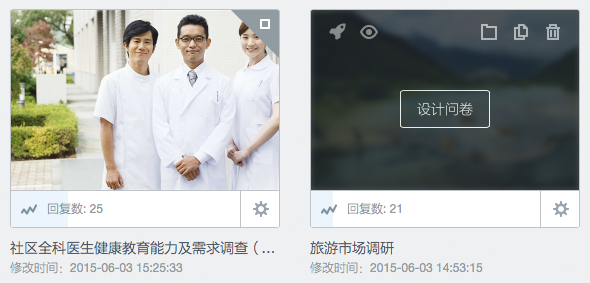 设计问卷
回复数: 25
回复数: 21
社区全科医生健康教育能力及需求调查（...
旅游市场调研
修改时间：2015-06-03 15:25:33
修改时间：2015-06-03 14:53:15